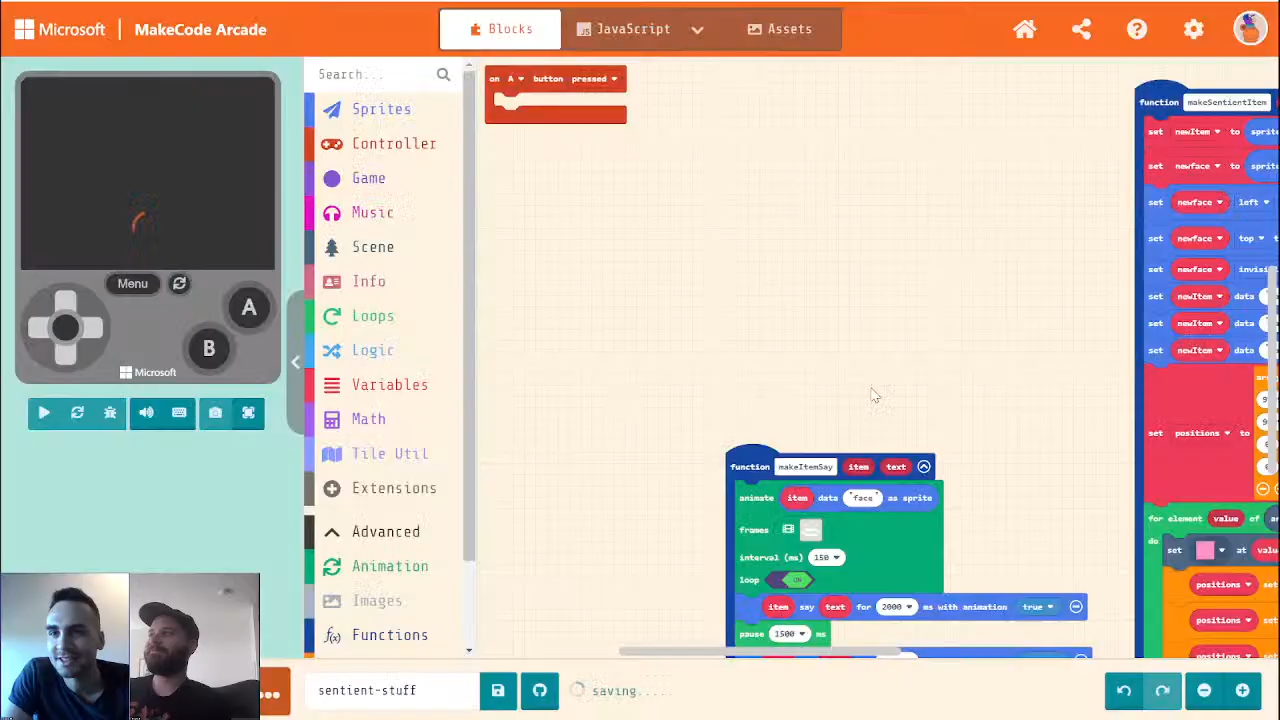 Microsoft | MakeCode Arcade
Blocks
JavaScript
Assets
Search...
Sprites
Controller
Game
Music
Scene
Info
Loops
Logic
Variables
Math
Tile Util
Extensions
Advanced
Animation
Images
Functions
Menu
A
B
Microsoft
on A button pressed
function makeItemSay item text
animate item data "face" as sprite
frames
interval (ms) 150
loop ON
item say text for 2000 ms with animation true
pause 1500 ms
function makeSentientItem
set newItem to
set newface to
set newface left
set newface top
set newface
set newItem data
set newItem data
set newItem data
set positions to
for element value of
do set at
positions
positions
positions
sentient-stuff
saving...